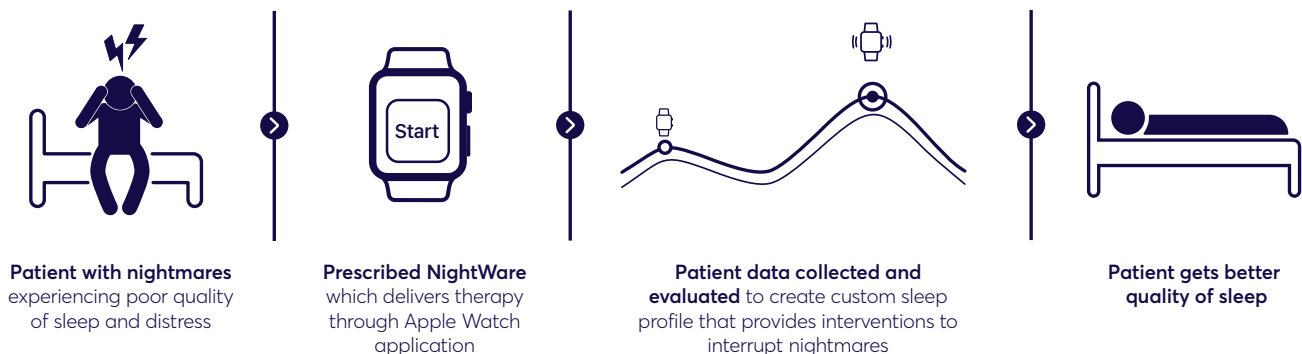 Start
Patient with nightmares
experiencing poor quality
of sleep and distress
Prescribed NightWare
which delivers therapy
through Apple Watch
application
Patient data collected and
evaluated to create custom sleep
profile that provides interventions to
interrupt nightmares
Patient gets better
quality of sleep